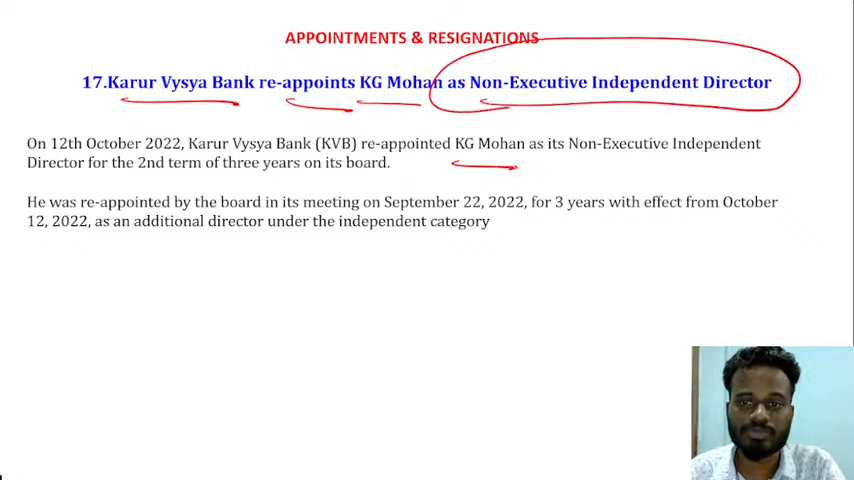 APPOINTMENTS & RESIGNATIONS
17.Karur Vysya Bank re-appoints KG Mohan as Non-Executive Independent Director
On 12th October 2022, Karur Vysya Bank (KVB) re-appointed KG Mohan as its Non-Executive Independent
Director for the 2nd term of three years on its board.
He was re-appointed by the board in its meeting on September 22, 2022, for 3 years with effect from October
12, 2022, as an additional director under the independent category